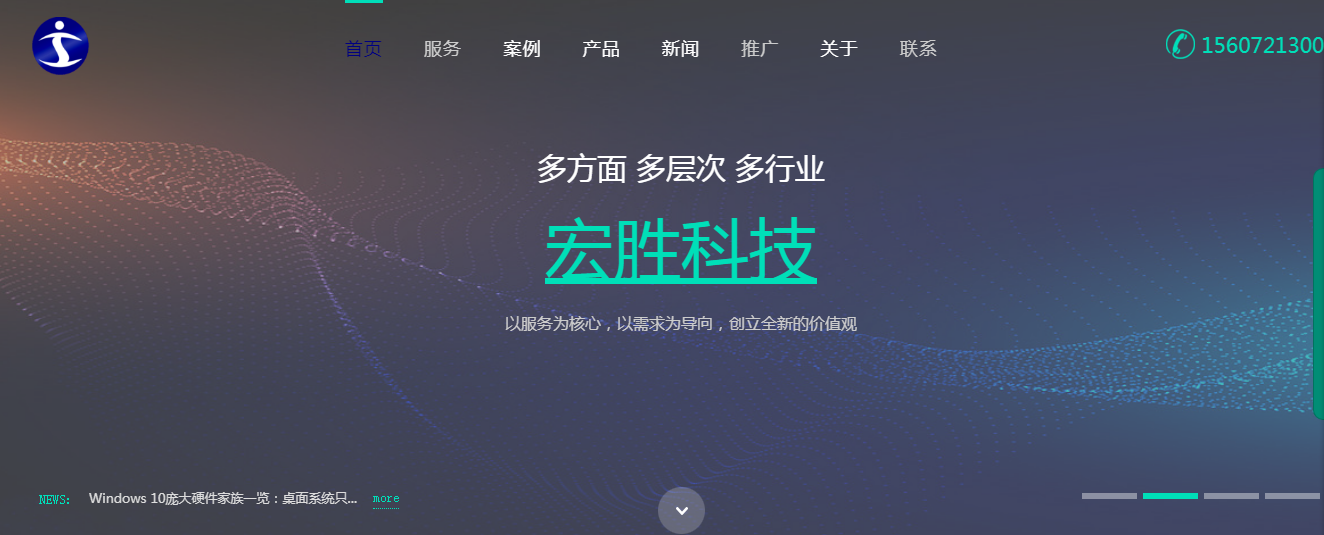 首页 服务 案例 产品 新闻 推广 关于 联系 1560721300
多方面 多层次 多行业
宏胜科技
以服务为核心，以需求为导向，创立全新的价值观
NEWS: Windows 10庞大硬件家族一览：桌面系统只... more